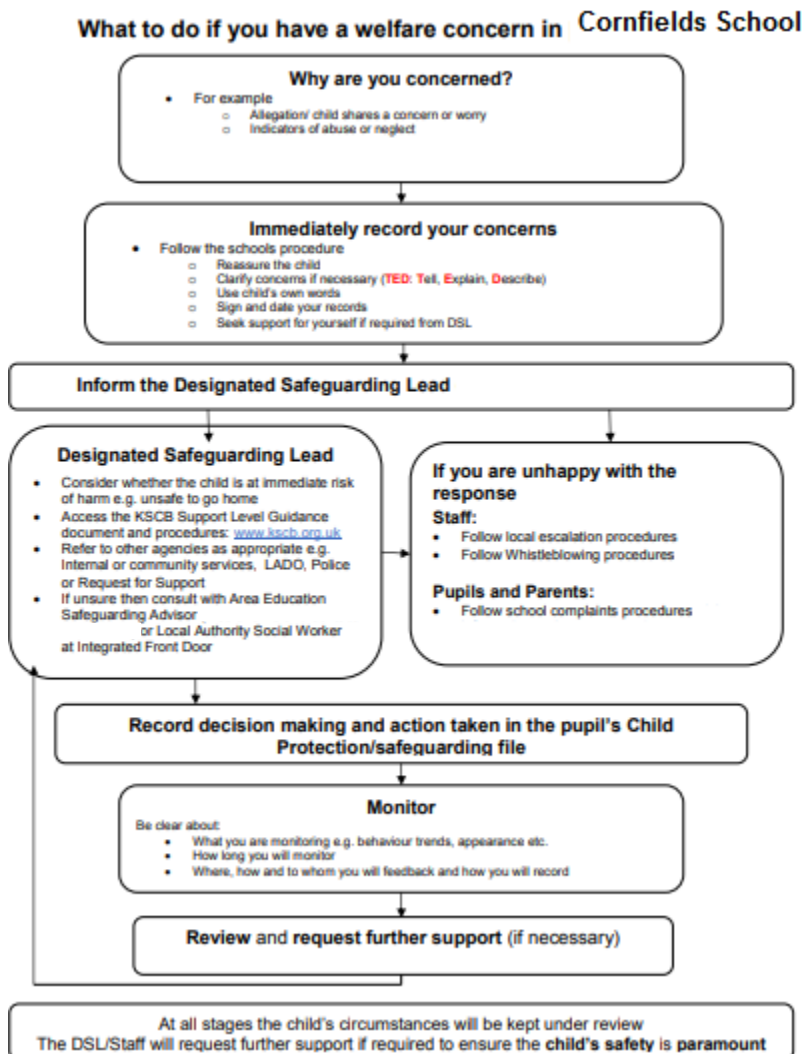 What to do if you have a welfare concern in Cornfields School
Why are you concerned?
• For example
o Allegation/ child shares a concern or worry
o Indicators of abuse or neglect
Immediately record your concerns
• Follow the schools procedure
o Reassure the child
o Clarify concerns if necessary (TED: Tell, Explain, Describe)
o Use child's own words
o Sign and date your records
o Seek support for yourself if required from DSL
Inform the Designated Safeguarding Lead
Designated Safeguarding Lead
• Consider whether the child is at immediate risk
of harm e.g. unsafe to go home
• Access the KSCB Support Level Guidance
document and procedures: www.kscb.org.uk
• Refer to other agencies as appropriate e.g.
Internal or community services, LADO, Police
or Request for Support
• If unsure then consult with Area Education
Safeguarding Advisor
or Local Authority Social Worker
at Integrated Front Door
If you are unhappy with the
response
Staff:
• Follow local escalation procedures
• Follow Whistleblowing procedures
Pupils and Parents:
• Follow school complaints procedures
Record decision making and action taken in the pupil's Child
Protection/safeguarding file
Monitor
Be clear about:
• What you are monitoring e.g. behaviour trends, appearance etc.
• How long you will monitor
• Where, how and to whom you will feedback and how you will record
Review and request further support (if necessary)
At all stages the child's circumstances will be kept under review
The DSL/Staff will request further support if required to ensure the child's safety is paramount